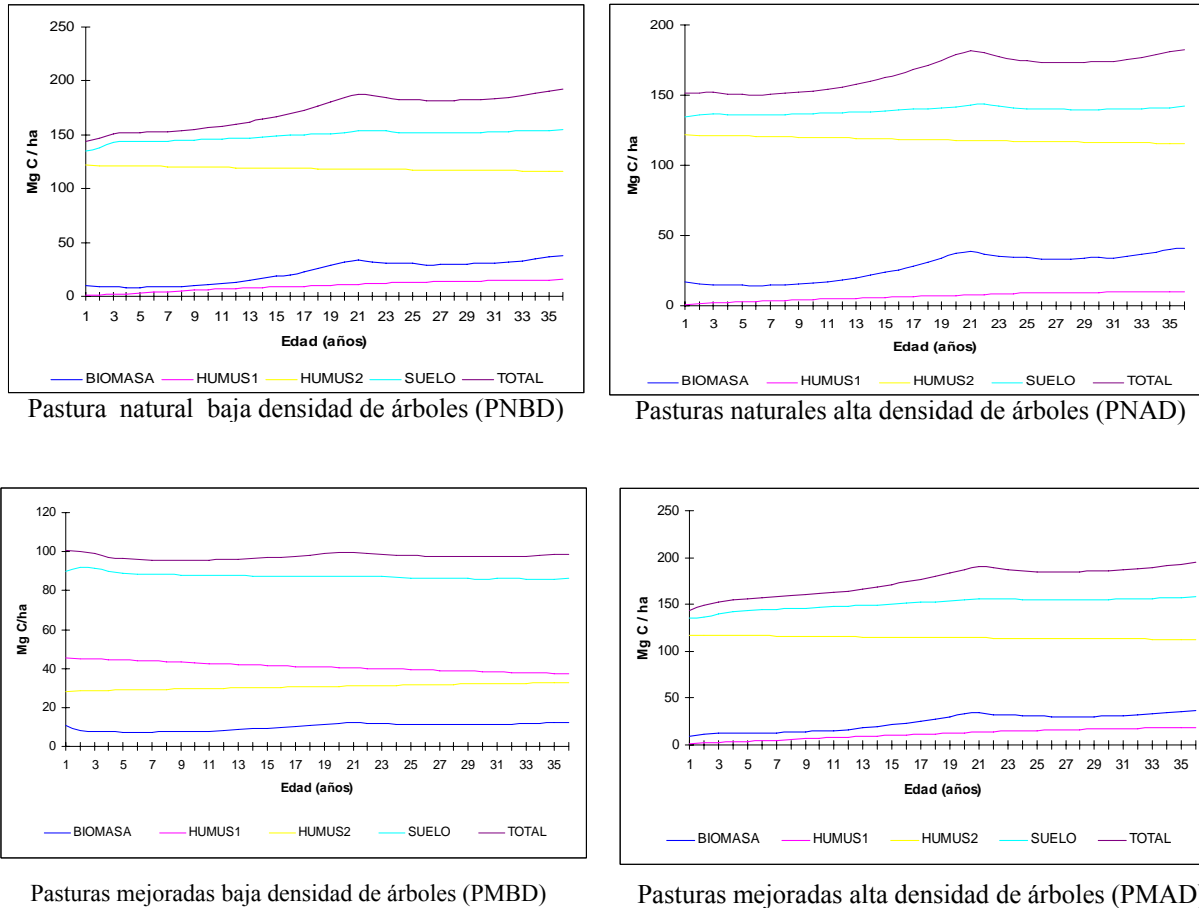 250
200
150
100
50
0
Mg C / ha
1 3 5 7 9 11 13 15 17 19 21 23 25 27 29 31 33 35
Edad (años)
BIOMASA HUMUS1 HUMUS2 SUELO TOTAL
Pastura natural baja densidad de árboles (PNBD)
200
150
100
50
0
Mg C / ha
1 3 5 7 9 11 13 15 17 19 21 23 25 27 29 31 33 35
Edad (años)
BIOMASA HUMUS1 HUMUS2 SUELO TOTAL
Pasturas naturales alta densidad de árboles (PNAD)
120
100
80
60
40
20
0
Mg C/ha
1 3 5 7 9 11 13 15 17 19 21 23 25 27 29 31 33 35
Edad (años)
BIOMASA HUMUS1 HUMUS2 SUELO TOTAL
Pasturas mejoradas baja densidad de árboles (PMBD)
250
200
150
100
50
0
Mg C / ha
1 3 5 7 9 11 13 15 17 19 21 23 25 27 29 31 33 35
Edad (años)
BIOMASA HUMUS1 HUMUS2 SUELO TOTAL
Pasturas mejoradas alta densidad de árboles (PMAD